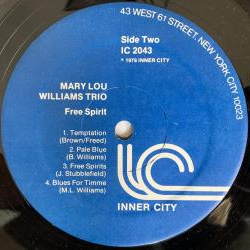 43 WEST 61 STREET, NEW YORK CITY 10023
Side Two
IC 2043
℗ 1976 INNER CITY
MARY LOU
WILLIAMS TRIO
Free Spirit
1. Temptation
(Brown/Freed)
2. Pale Blue
(B. Williams)
3. Free Spirits
(J. Stubblefield)
4. Blues For Timme
(M.L. Williams)
INNER CITY